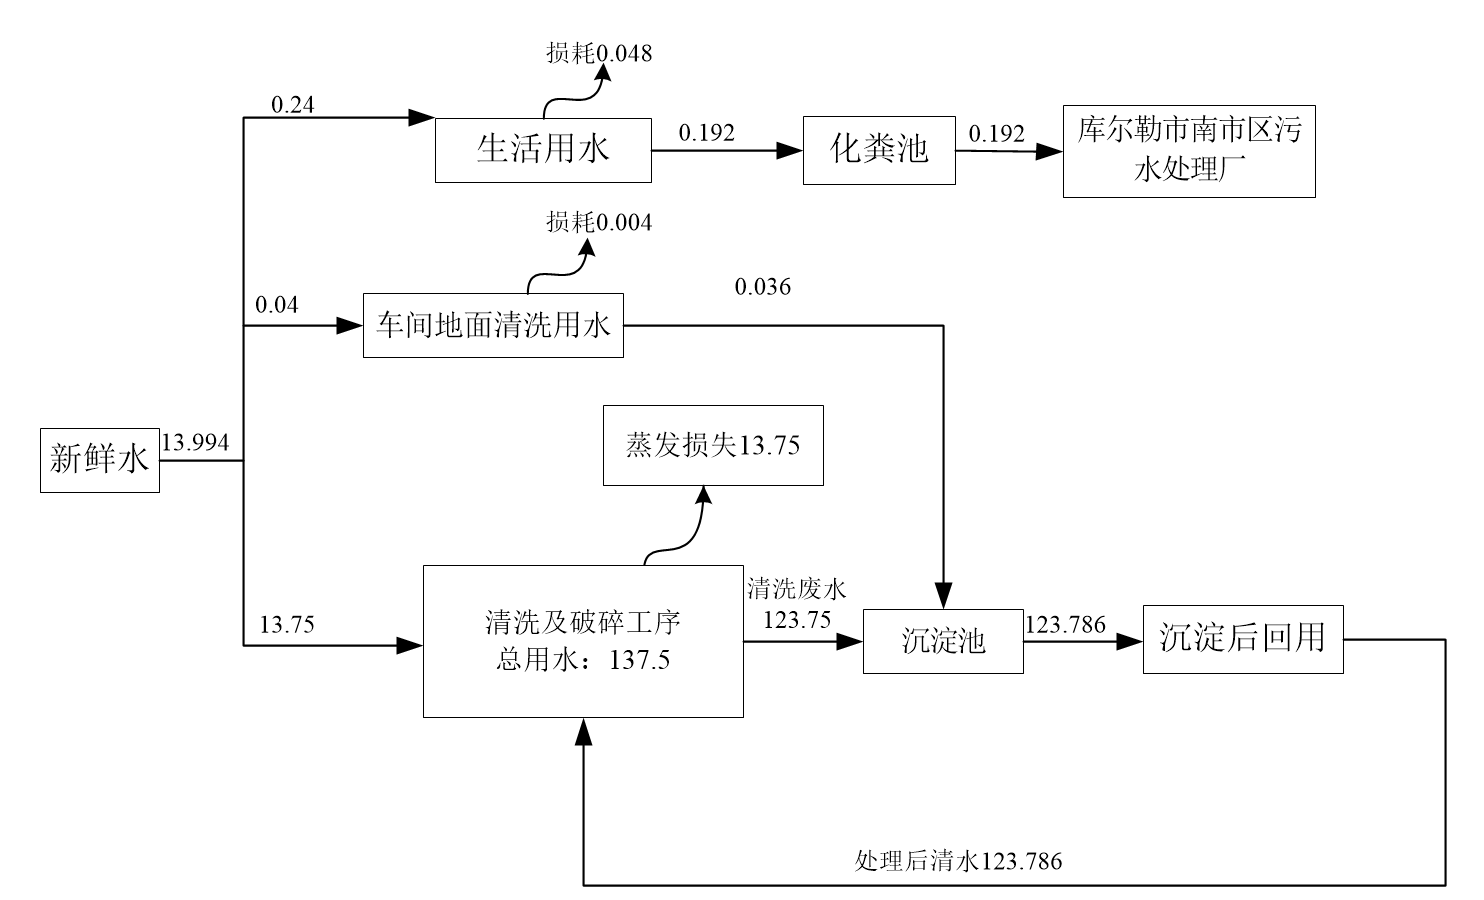 损耗0.048
0.24
生活用水
0.192
化粪池
0.192
库尔勒市南市区污
水处理厂
损耗0.004
0.04
车间地面清洗用水
0.036
新鲜水
13.994
蒸发损失13.75
13.75
清洗及破碎工序
总用水：137.5
清洗废水
123.75
沉淀池
123.786
沉淀后回用
处理后清水123.786